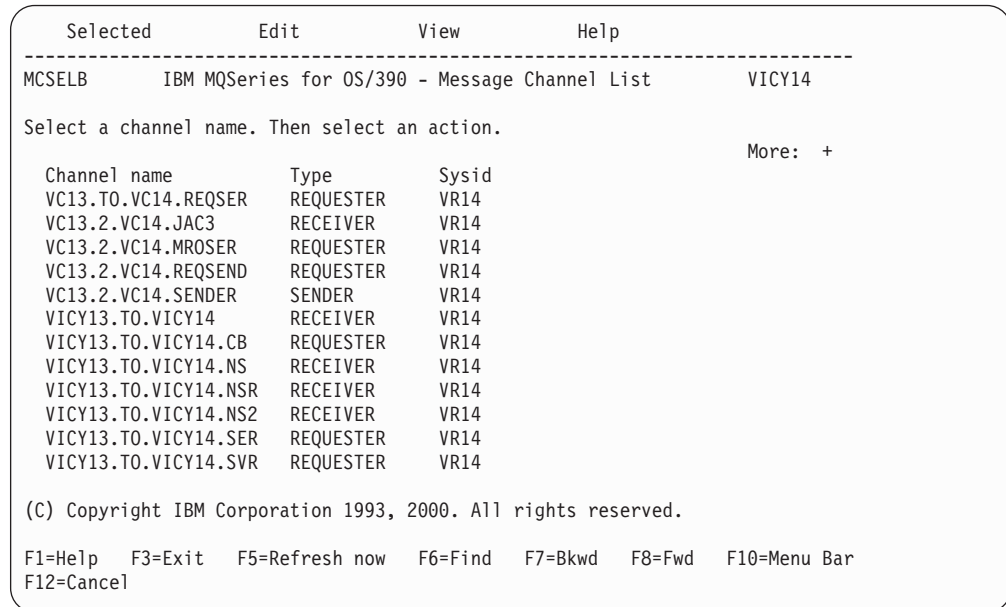 Selected Edit View Help
--------------------------------------------------------------------------------
MCSELB IBM MQSeries for OS/390 - Message Channel List VICY14
Select a channel name. Then select an action.
More: +
Channel name Type Sysid
VC13.TO.VC14.REQSER REQUESTER VR14
VC13.2.VC14.JAC3 RECEIVER VR14
VC13.2.VC14.MROSER REQUESTER VR14
VC13.2.VC14.REQSEND REQUESTER VR14
VC13.2.VC14.SENDER SENDER VR14
VICY13.TO.VICY14 RECEIVER VR14
VICY13.TO.VICY14.CB REQUESTER VR14
VICY13.TO.VICY14.NS RECEIVER VR14
VICY13.TO.VICY14.NSR RECEIVER VR14
VICY13.TO.VICY14.NS2 RECEIVER VR14
VICY13.TO.VICY14.SER REQUESTER VR14
VICY13.TO.VICY14.SVR REQUESTER VR14
(C) Copyright IBM Corporation 1993, 2000. All rights reserved.
F1=Help F3=Exit F5=Refresh now F6=Find F7=Bkwd F8=Fwd F10=Menu Bar
F12=Cancel